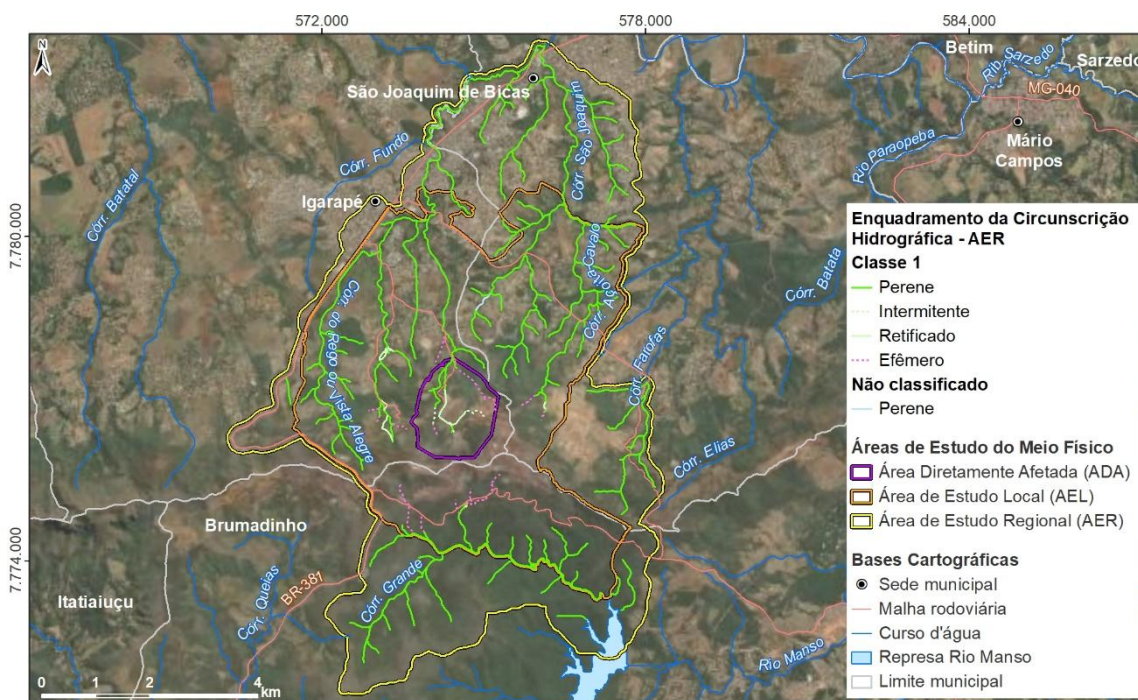 572.000
578.000
584.000
N
Betim
Rib. Sarzedo
Sarzedo
MG-040
São Joaquim de Bicas
Córr. São Joaquim
Mário
Campos
Rio Paraopeba
Córr. Fundo
Córr. Batatal
Igarapé
7.780.000
Córr. Açoita Cavalo
Córr. Batata
Córr. do Rego ou Vista Alegre
Córr. Farofas
Córr. Elias
Brumadinho
7.774.000
Itatiaiuçu
Córr. Queias
BR-381
Córr. Grande
Rio Manso
0 1 2 4
km
Enquadramento da Circunscrição
Hidrográfica - AER
Classe 1
Perene
Intermitente
Retificado
Efêmero
Não classificado
Perene
Áreas de Estudo do Meio Físico
Área Diretamente Afetada (ADA)
Área de Estudo Local (AEL)
Área de Estudo Regional (AER)
Bases Cartográficas
Sede municipal
Malha rodoviária
Curso d'água
Represa Rio Manso
Limite municipal